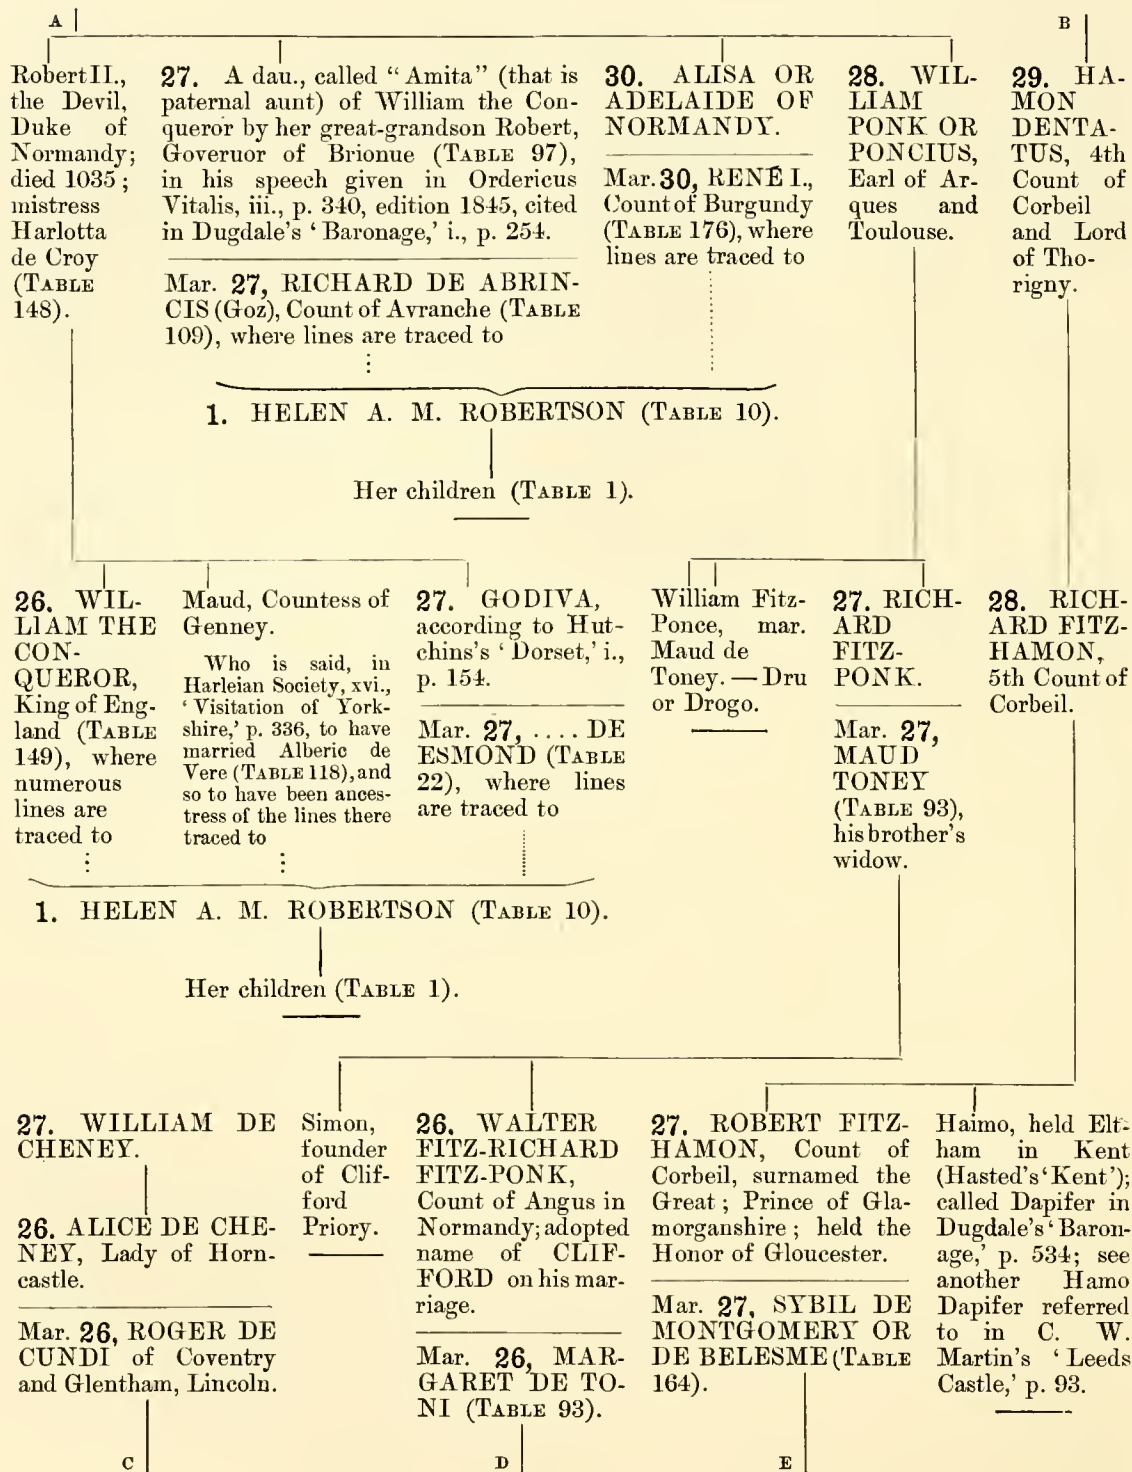 A
B
Robert II.,
the Devil,
Duke of
Normandy;
died 1035;
mistress
Harlotta
de Croy
(TABLE
148).
27. A dau., called “Amita” (that is
paternal aunt) of William the Con-
queror by her great-grandson Robert,
Governor of Brionue (TABLE 97),
in his speech given in Ordericus
Vitalis, iii., p. 340, edition 1845, cited
in Dugdale's ‘Baronage,’ i., p. 254.
Mar. 27, RICHARD DE ABRIN-
CIS (Goz), Count of Avranche (TABLE
109), where lines are traced to
30. ALISA OR
ADELAIDE OF
NORMANDY.
Mar. 30, RENÉ I.,
Count of Burgundy
(TABLE 176), where
lines are traced to
28. WIL-
LIAM
PONK OR
PONCIUS,
Earl of Ar-
ques and
Toulouse.
29. HA-
MON
DENTA-
TUS, 4th
Count of
Corbeil
and Lord
of Tho-
rigny.
1. HELEN A. M. ROBERTSON (TABLE 10).
Her children (TABLE 1).
26. WIL-
LIAM THE
CON-
QUEROR,
King of Eng-
land (TABLE
149), where
numerous
lines are
traced to
Maud, Countess of
Genney.
Who is said, in
Harleian Society, xvi.,
‘Visitation of York-
shire,’ p. 336, to have
married Alberic de
Vere (TABLE 118), and
so to have been ances-
tress of the lines there
traced to
27. GODIVA,
according to Hut-
chins's ‘Dorset,’ i.,
p. 154.
Mar. 27, .... DE
ESMOND (TABLE
22), where lines
are traced to
William Fitz-
Ponce, mar.
Maud de
Toney.—Dru
or Drogo.
27. RICH-
ARD
FITZ-
PONK.
Mar. 27,
MAUD
TONEY
(TABLE 93),
his brother's
widow.
28. RICH-
ARD FITZ-
HAMON,
5th Count of
Corbeil.
1. HELEN A. M. ROBERTSON (TABLE 10).
Her children (TABLE 1).
27. WILLIAM DE
CHENEY.
26. ALICE DE CHE-
NEY, Lady of Horn-
castle.
Mar. 26, ROGER DE
CUNDI of Coventry
and Glentham, Lincoln.
Simon,
founder
of Clif-
ford
Priory.
26. WALTER
FITZ-RICHARD
FITZ-PONK,
Count of Angus in
Normandy; adopted
name of CLIF-
FORD on his mar-
riage.
Mar. 26, MAR-
GARET DE TO-
NI (TABLE 93).
27. ROBERT FITZ-
HAMON, Count of
Corbeil, surnamed the
Great; Prince of Gla-
morganshire; held the
Honor of Gloucester.
Mar. 27, SYBIL DE
MONTGOMERY OR
DE BELESME (TABLE
164).
Haimo, held Elt-
ham in Kent
(Hasted's ‘Kent’);
called Dapifer in
Dugdale's ‘Baron-
age,’ p. 534; see
another Hamo
Dapifer referred
to in C. W.
Martin's ‘Leeds
Castle,’ p. 93.
C
D
E